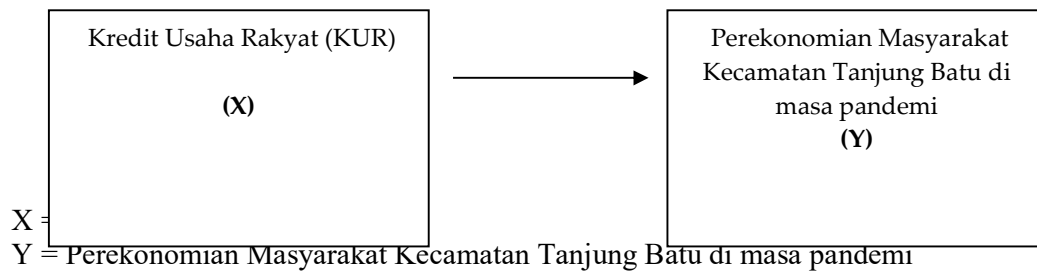 Kredit Usaha Rakyat (KUR)
(X)
Perekonomian Masyarakat
Kecamatan Tanjung Batu di
masa pandemi
(Y)
X =
Y = Perekonomian Masyarakat Kecamatan Tanjung Batu di masa pandemi